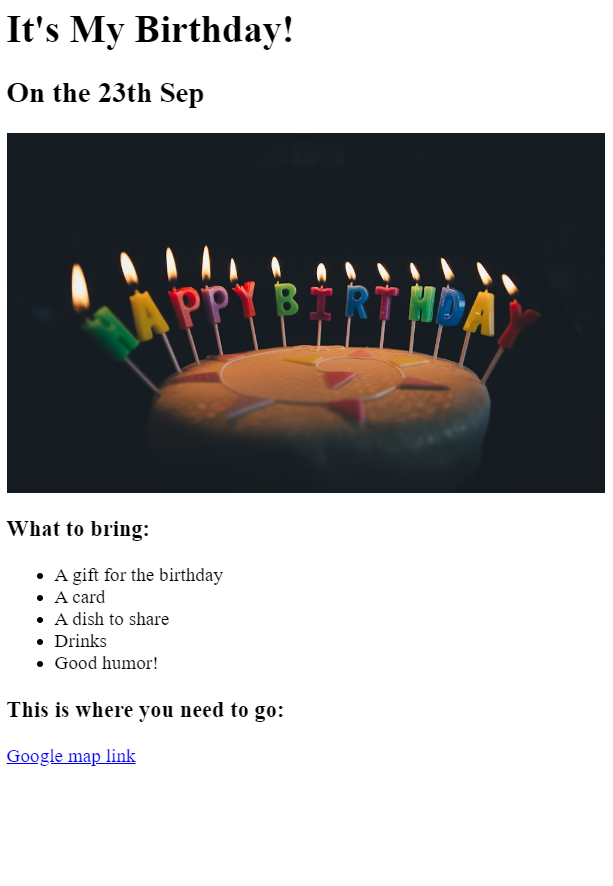 It's My Birthday!
On the 23th Sep
HAPPY BIRTHDAY
What to bring:
A gift for the birthday
A card
A dish to share
Drinks
Good humor!
This is where you need to go:
Google map link